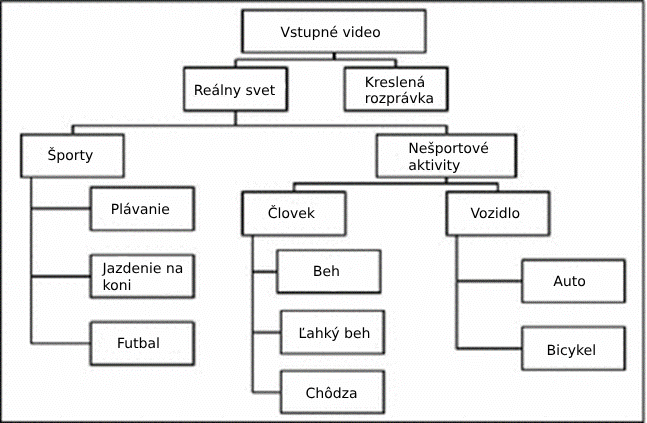 Vstupné video
Reálny svet
Kreslená
rozprávka
Športy
Nešportové
aktivity
Plávanie
Jazdenie na
koni
Futbal
Človek
Beh
Ľahký beh
Chôdza
Vozidlo
Auto
Bicykel